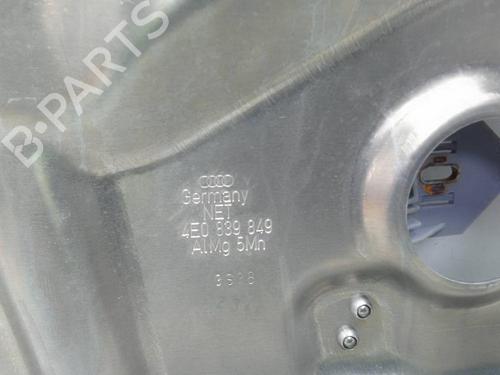 B-PARTS
Germany
NET
4E0 839 849
AlMg 5Mn